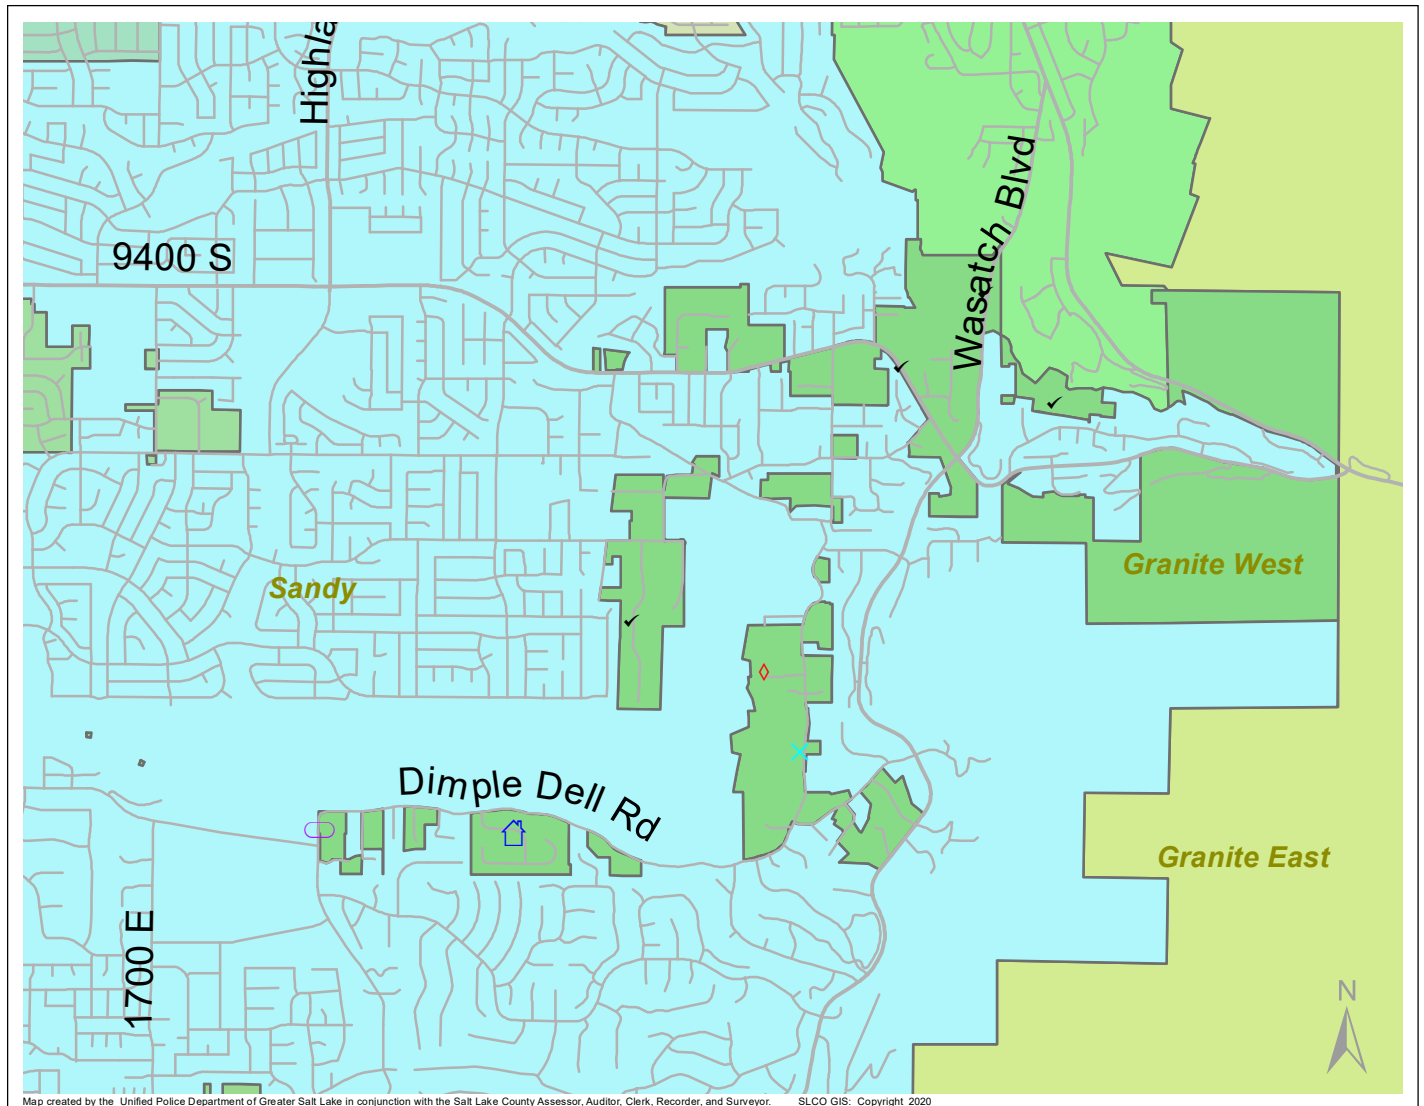 Highla
Wasatch Blvd
9400 S
Granite West
Sandy
Dimple Dell Rd
Granite East
1700 E
N
Map created by the Unified Police Department of Greater Salt Lake in conjunction with the Salt Lake County Assessor, Auditor, Clerk, Recorder, and Surveyor. SLCO GIS: Copyright 2020